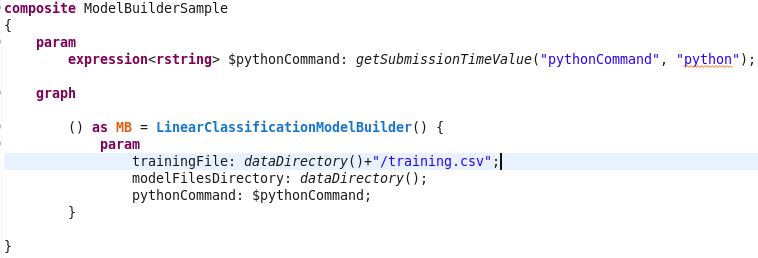 composite ModelBuilderSample
{
param
expression<rstring> $pythonCommand: getSubmissionTimeValue("pythonCommand", "python");
graph
() as MB = LinearClassificationModelBuilder() {
param
trainingFile: dataDirectory()+"/training.csv";
modelFilesDirectory: dataDirectory();
pythonCommand: $pythonCommand;
}
}